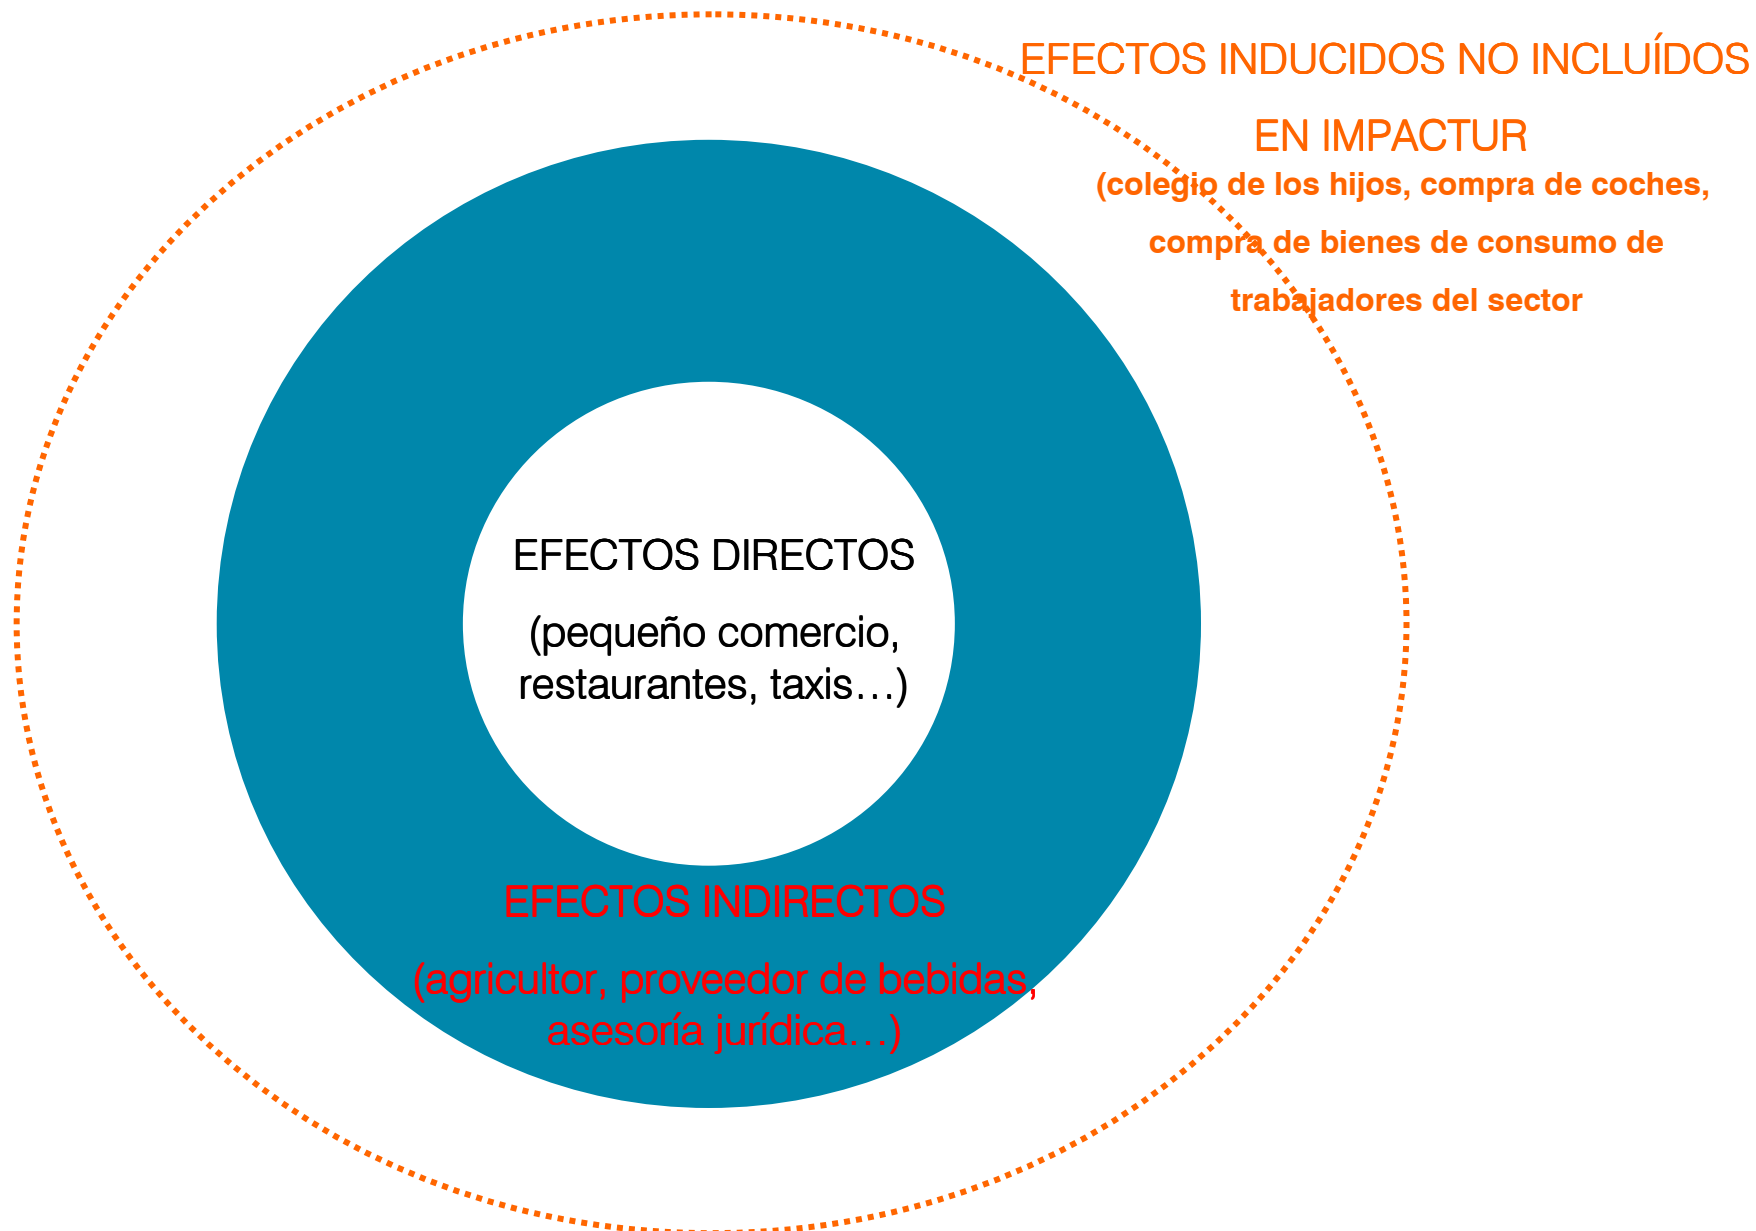 EFECTOS INDUCIDOS NO INCLUÍDOS
EN IMPACTUR
(colegio de los hijos, compra de coches,
compra de bienes de consumo de
trabajadores del sector
EFECTOS DIRECTOS
(pequeño comercio,
restaurantes, taxis…)
EFECTOS INDIRECTOS
(agricultor, proveedor de bebidas,
asesoría jurídica…)